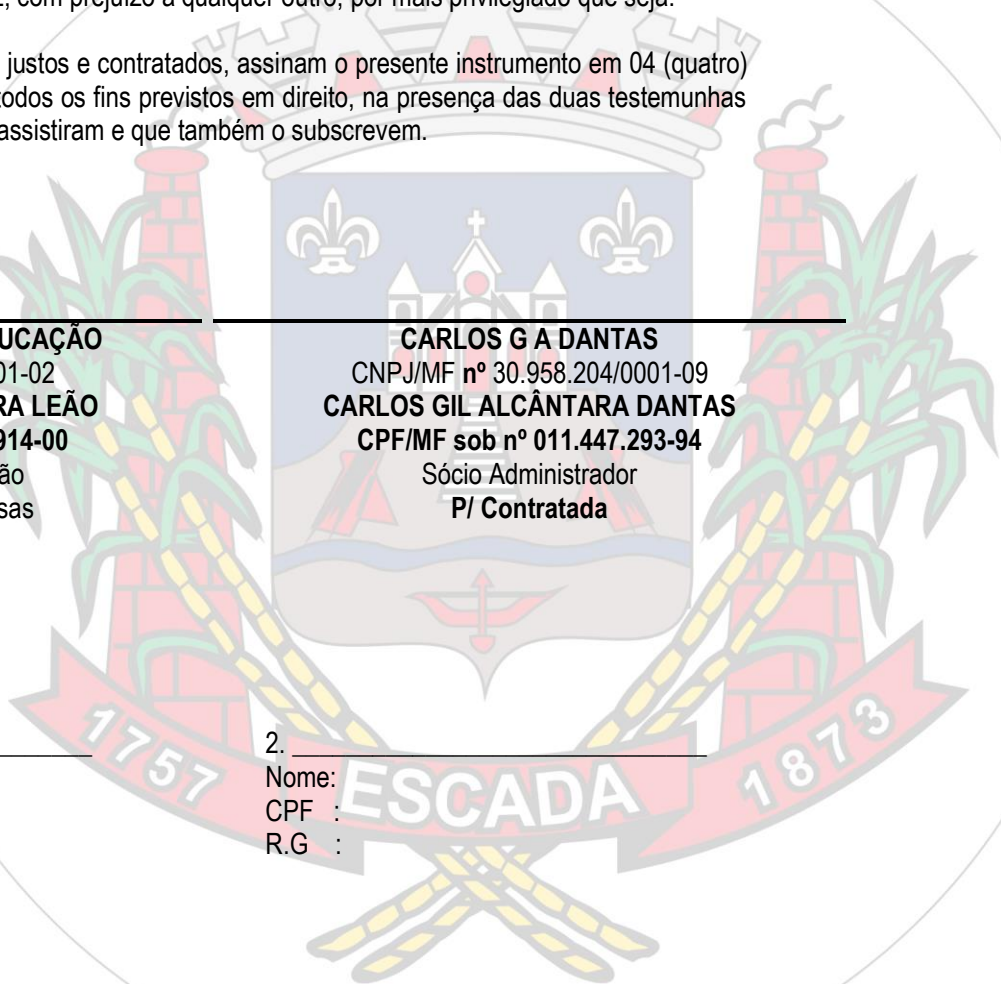 , com prejuízo a qualquer outro, por mais privilegiado que seja.
justos e contratados, assinam o presente instrumento em 04 (quatro)
todos os fins previstos em direito, na presença das duas testemunhas
assistiram e que também o subscrevem.
UCAÇÃO
01-02
RA LEÃO
914-00
ão
sas
CARLOS G A DANTAS
CNPJ/MF nº 30.958.204/0001-09
CARLOS GIL ALCÂNTARA DANTAS
CPF/MF sob nº 011.447.293-94
Sócio Administrador
P/ Contratada
2. ______________________________
Nome:
CPF :
R.G :
1757 ESCADA 1873